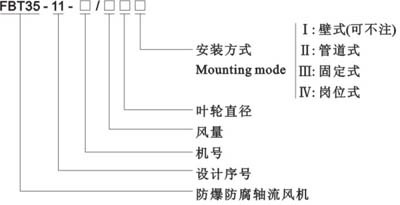 FBT35-11-□/□□□
Ⅰ:壁式(可不注)
安装方式
Ⅱ:管道式
Mounting mode
Ⅲ:固定式
Ⅳ:岗位式
叶轮直径
风量
机号
设计序号
防爆防腐轴流风机